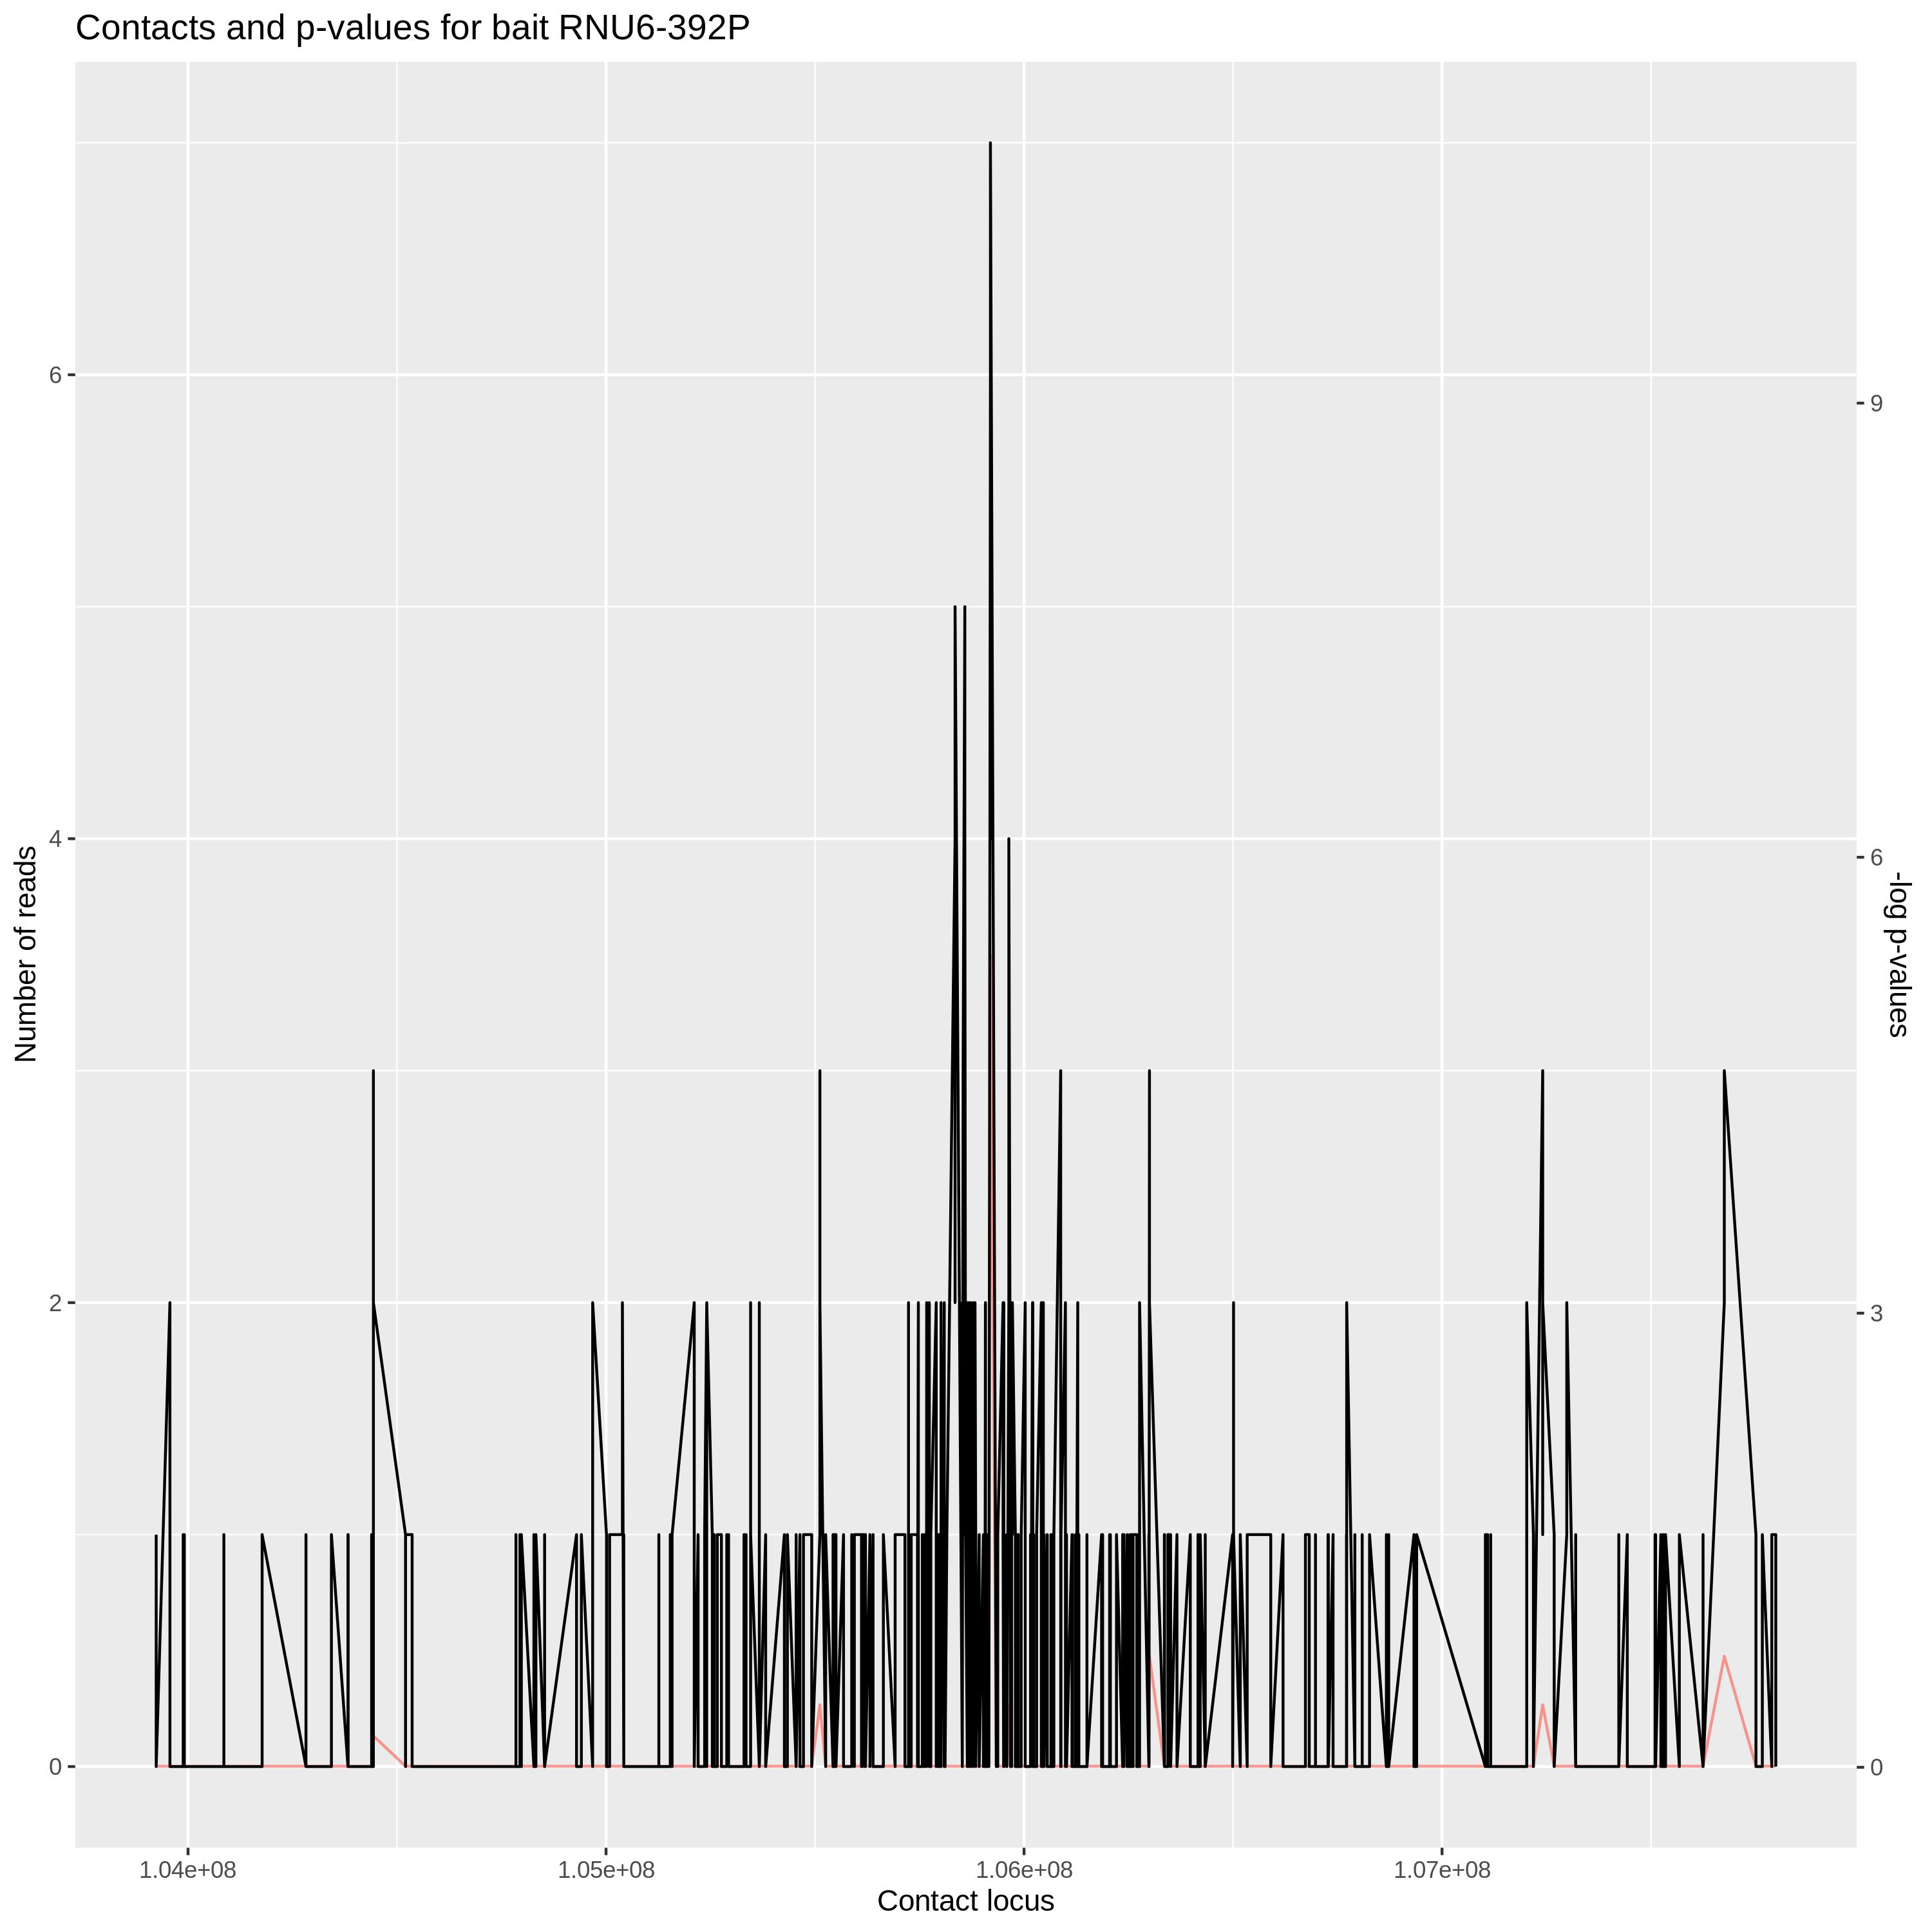 Contacts and p-values for bait RNU6-392P
6
9
4
6
Number of reads
-log p-values
2
3
0
0
1.04e+08
1.05e+08
1.06e+08
1.07e+08
Contact locus